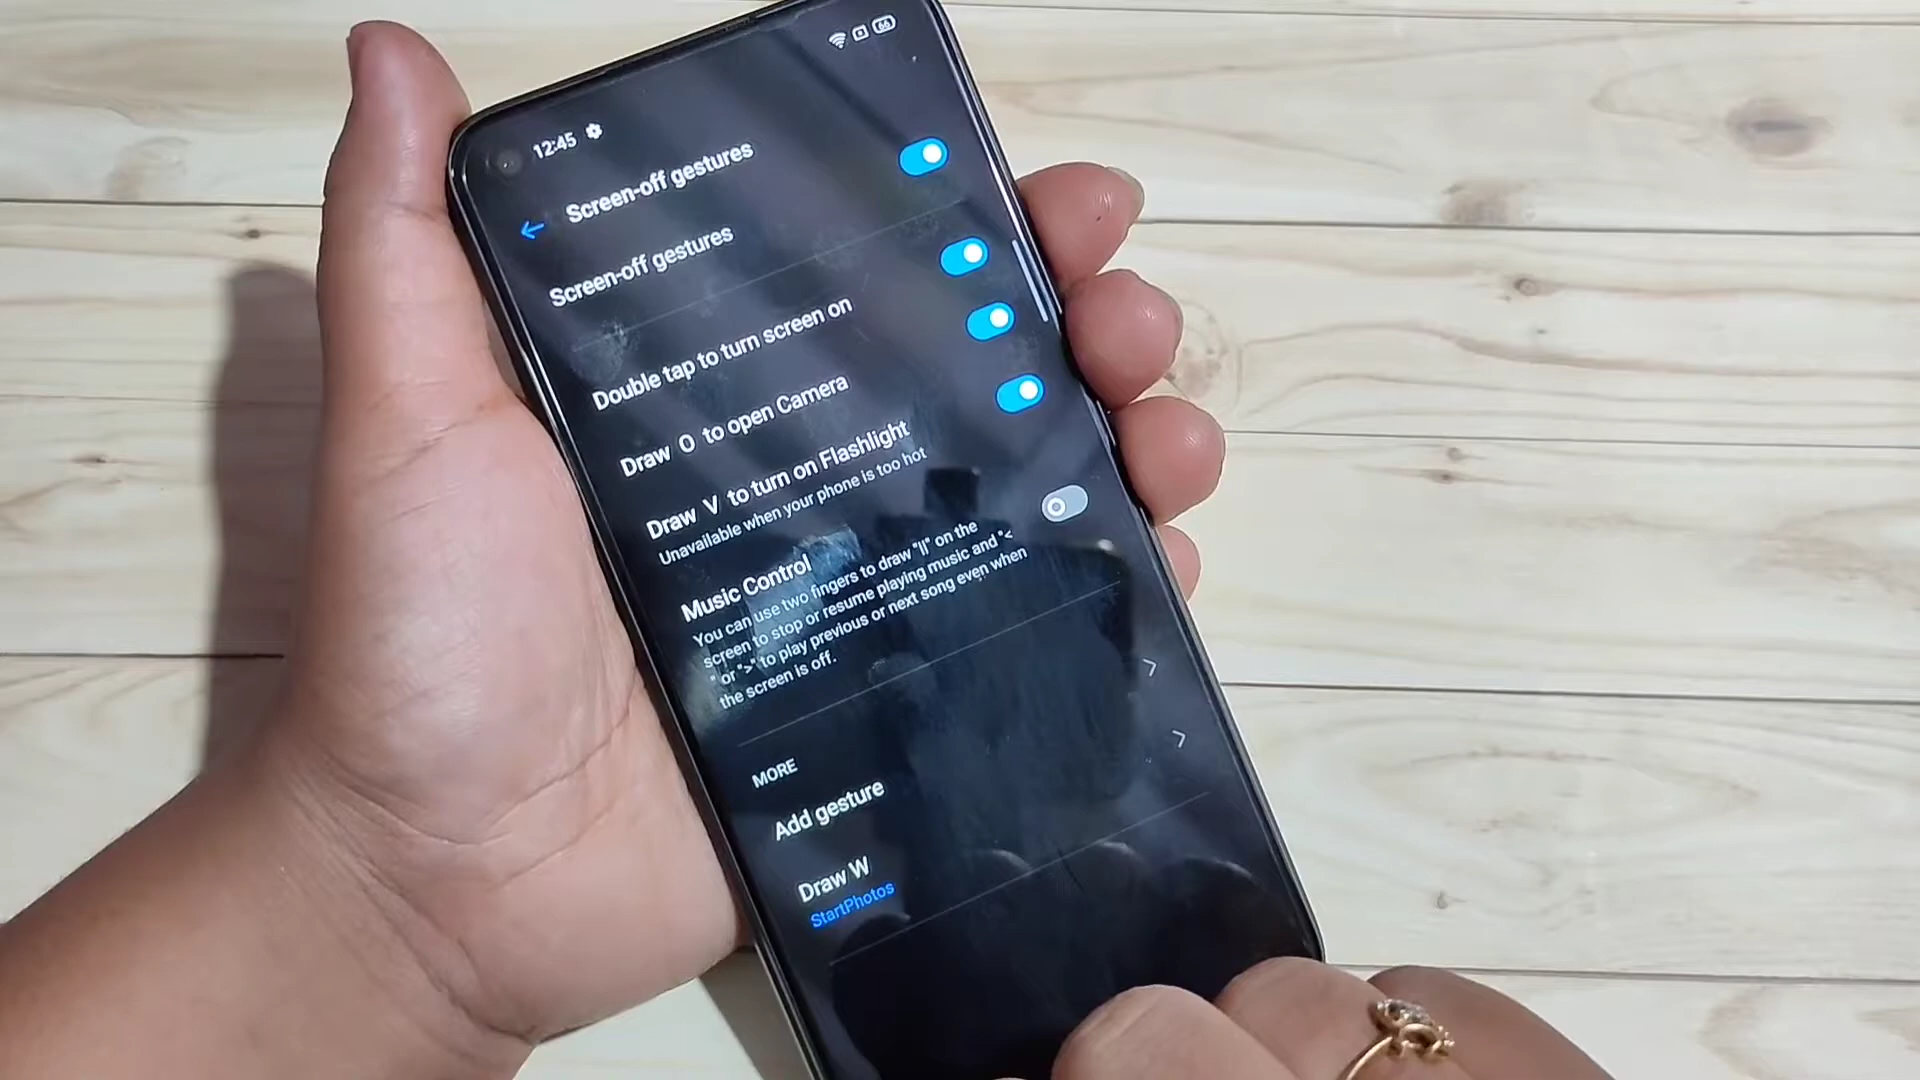 12:45
66
Screen-off gestures
Screen-off gestures
Double tap to turn screen on
Draw O to open Camera
Draw V to turn on Flashlight
Unavailable when your phone is too hot
Music Control
You can use two fingers to draw "||" on the
screen to stop or resume playing music and "<
" or ">" to play previous or next song even when
the screen is off.
MORE
Add gesture
Draw W
StartPhotos